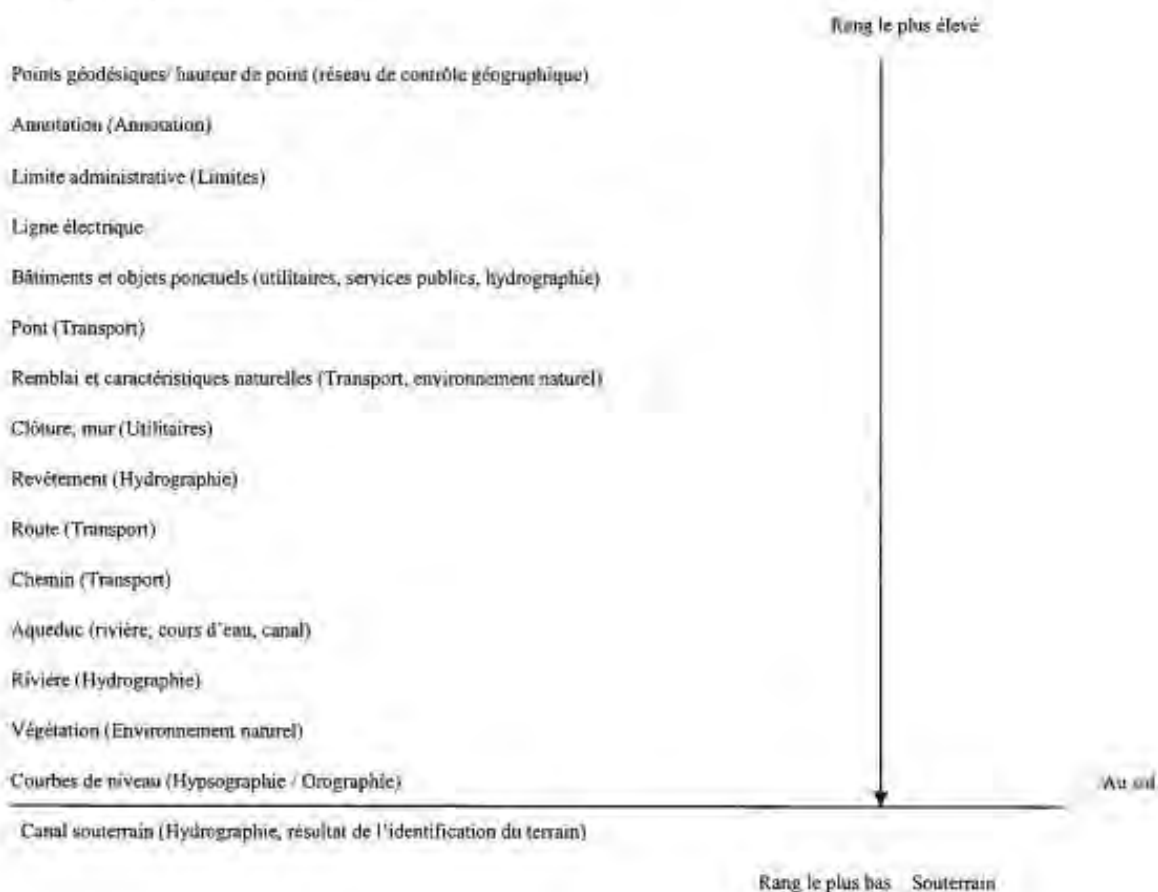 Rang le plus élevé
Points géodésiques/ hauteur de point (réseau de contrôle géographique)
Annotation (Annotation)
Limite administrative (Limites)
Ligne électrique
Bâtiments et objets ponctuels (utilitaires, services publics, hydrographie)
Pont (Transport)
Remblai et caractéristiques naturelles (Transport, environnement naturel)
Clôture, mur (Utilitaires)
Revêtement (Hydrographie)
Route (Transport)
Chemin (Transport)
Aqueduc (rivière, cours d'eau, canal)
Rivière (Hydrographie)
Végétation (Environnement naturel)
Courbes de niveau (Hypsographie / Orographie)
Au sol
Canal souterrain (Hydrographie, résultat de l'identification du terrain)
Rang le plus bas Souterrain